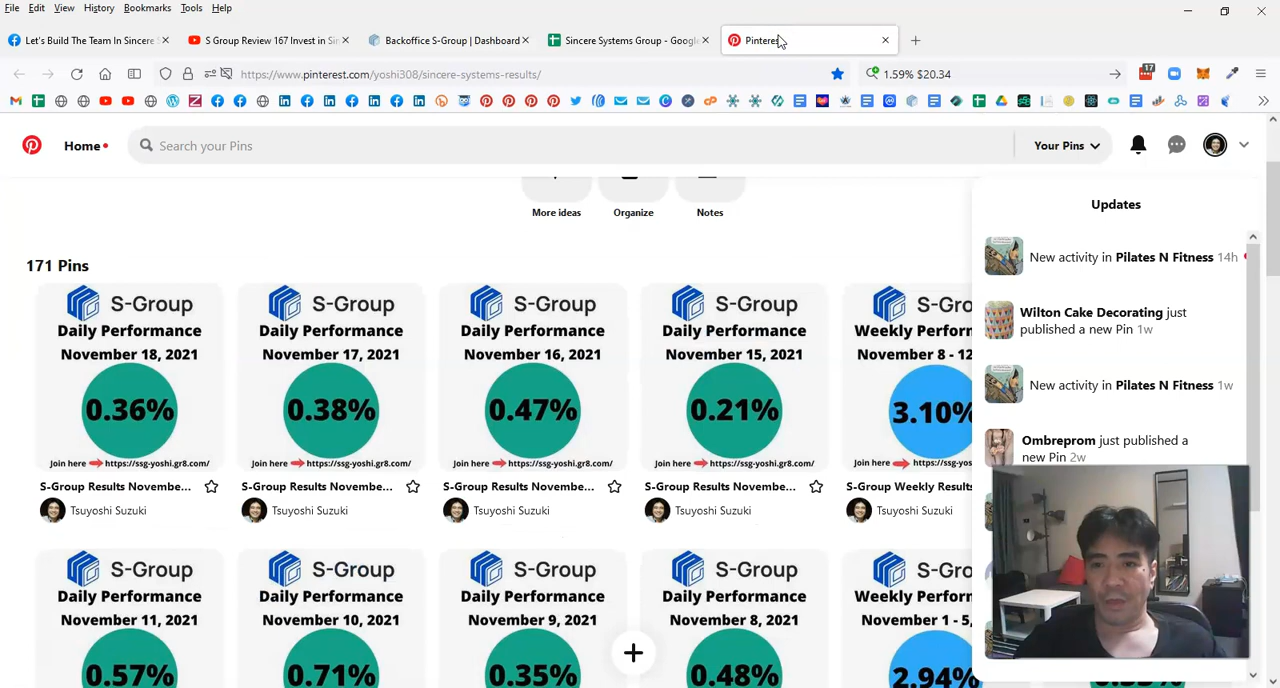 File Edit View History Bookmarks Tools Help
Let's Build The Team In Sincere S
S Group Review 167 Invest in Sin
Backoffice S-Group | Dashboard
Sincere Systems Group - Google
Pinterest
https://www.pinterest.com/yoshi308/sincere-systems-results/
1.59% $20.34
17
Home
Search your Pins
Your Pins
More ideas
Organize
Notes
Updates
New activity in Pilates N Fitness 14h
Wilton Cake Decorating just
published a new Pin 1w
New activity in Pilates N Fitness 1w
Ombreprom just published a
new Pin 2w
171 Pins
S-Group
Daily Performance
November 18, 2021
0.36%
Join here https://ssg-yoshi.gr8.com/
S-Group Results Novembe...
Tsuyoshi Suzuki
S-Group
Daily Performance
November 17, 2021
0.38%
Join here https://ssg-yoshi.gr8.com/
S-Group Results Novembe...
Tsuyoshi Suzuki
S-Group
Daily Performance
November 16, 2021
0.47%
Join here https://ssg-yoshi.gr8.com/
S-Group Results Novembe...
Tsuyoshi Suzuki
S-Group
Daily Performance
November 15, 2021
0.21%
Join here https://ssg-yoshi.gr8.com/
S-Group Results Novembe...
Tsuyoshi Suzuki
S-Gro
Weekly Perform
November 8 - 12
3.10%
Join here https://ssg-y
S-Group Weekly Results
Tsuyoshi Suzuki
S-Group
Daily Performance
November 11, 2021
0.57%
S-Group
Daily Performance
November 10, 2021
0.71%
S-Group
Daily Performance
November 9, 2021
0.35%
S-Group
Daily Performance
November 8, 2021
0.48%
S-Gro
Weekly Perform
November 1 - 5,
2.94%